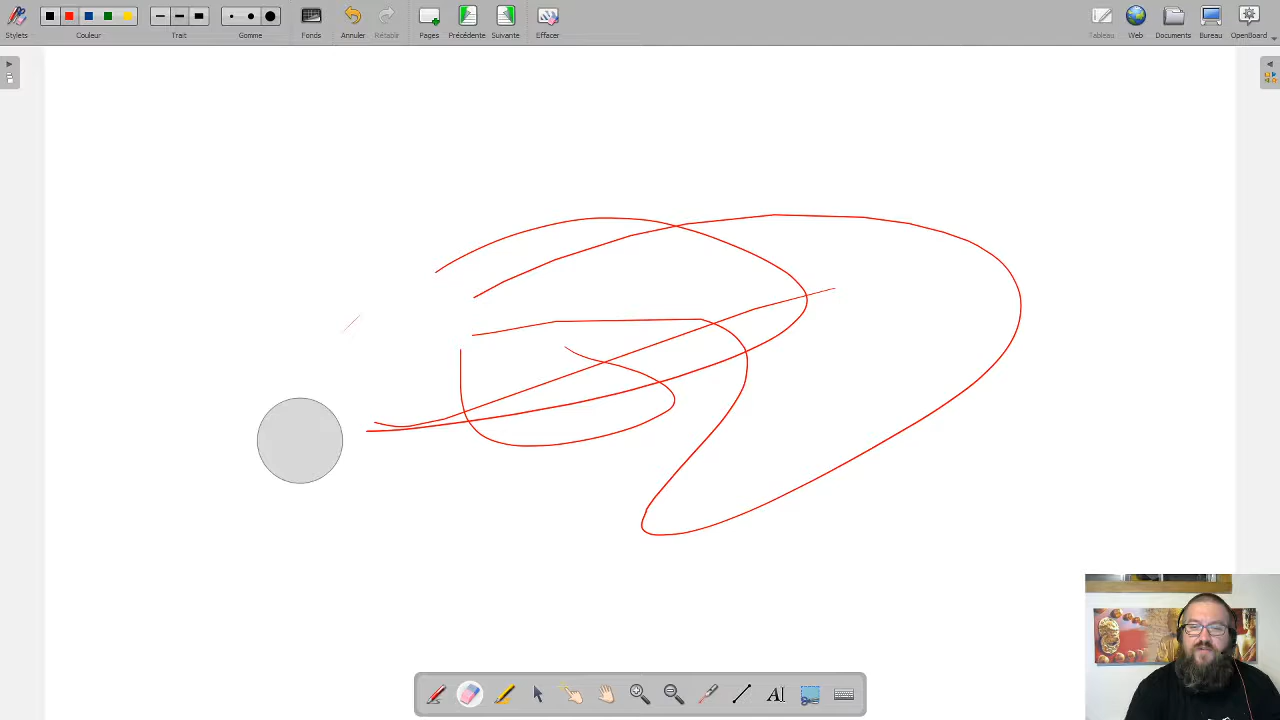 Stylets Couleur Trait Gomme Fonds Annuler Rétablir Pages Précédente Suivante Effacer Tableau Web Documents Bureau OpenBoard